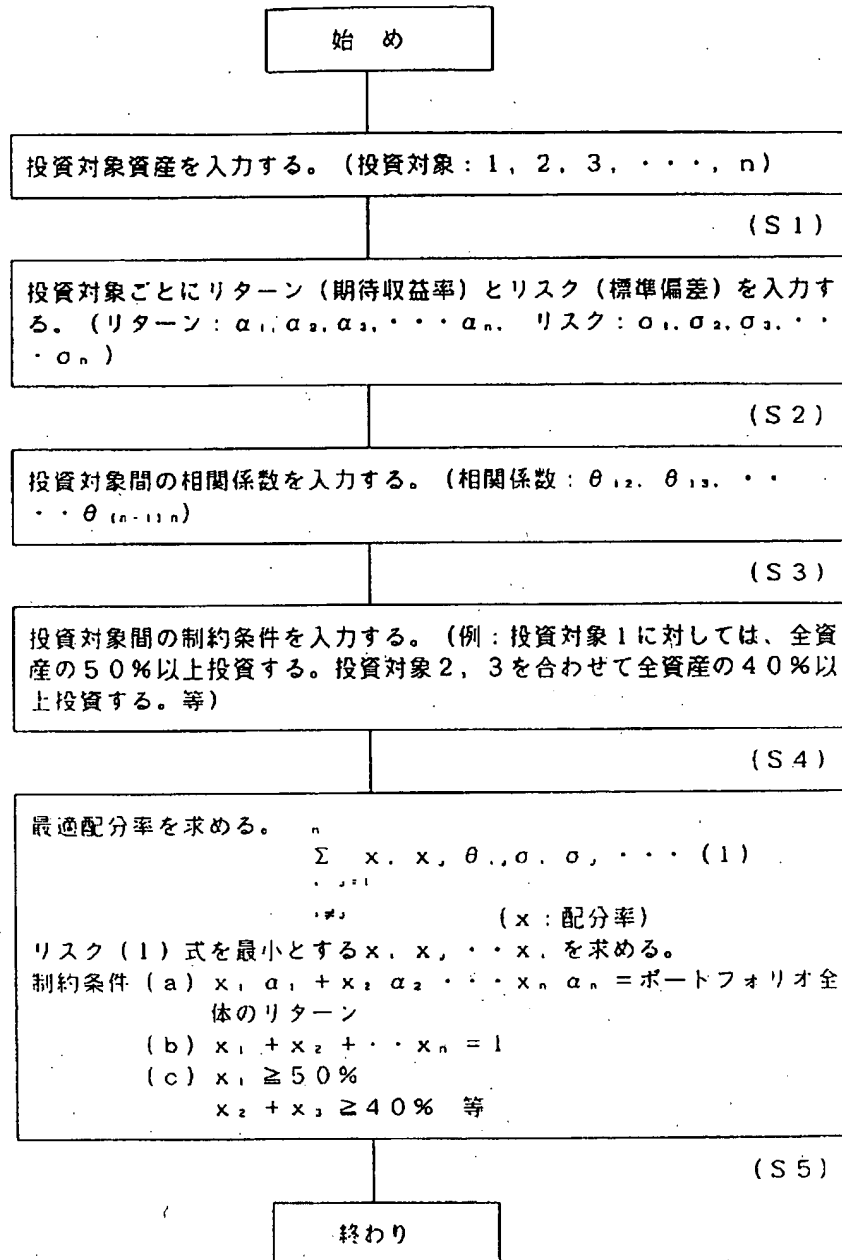 始 め
投資対象資産を入力する。(投資対象:1, 2, 3, ・・・, n)
(S1)
投資対象ごとにリターン(期待収益率)とリスク(標準偏差)を入力す
る。(リターン:α₁, α₂, α₃, ・・・αₙ, リスク:σ₁, σ₂, σ₃, ・・
・σₙ)
(S2)
投資対象間の相関係数を入力する。(相関係数:θ₁₂, θ₁₃, ・・
・・θ₍ₙ₋₁₎ₙ)
(S3)
投資対象間の制約条件を入力する。(例:投資対象1に対しては、全資
産の50%以上投資する。投資対象2, 3を合わせて全資産の40%以
上投資する。等)
(S4)
最適配分率を求める。 n
Σ x x θ σ σ ・・・(1)
j=1
i≠j (x:配分率)
リスク(1)式を最小とするx x ・・x を求める。
制約条件(a) x₁ α₁ + x₂ α₂ ・・・xₙ αₙ =ポートフォリオ全
体のリターン
(b) x₁ + x₂ + ・・xₙ = 1
(c) x₁ ≧50%
x₂ + x₃ ≧40% 等
(S5)
終わり